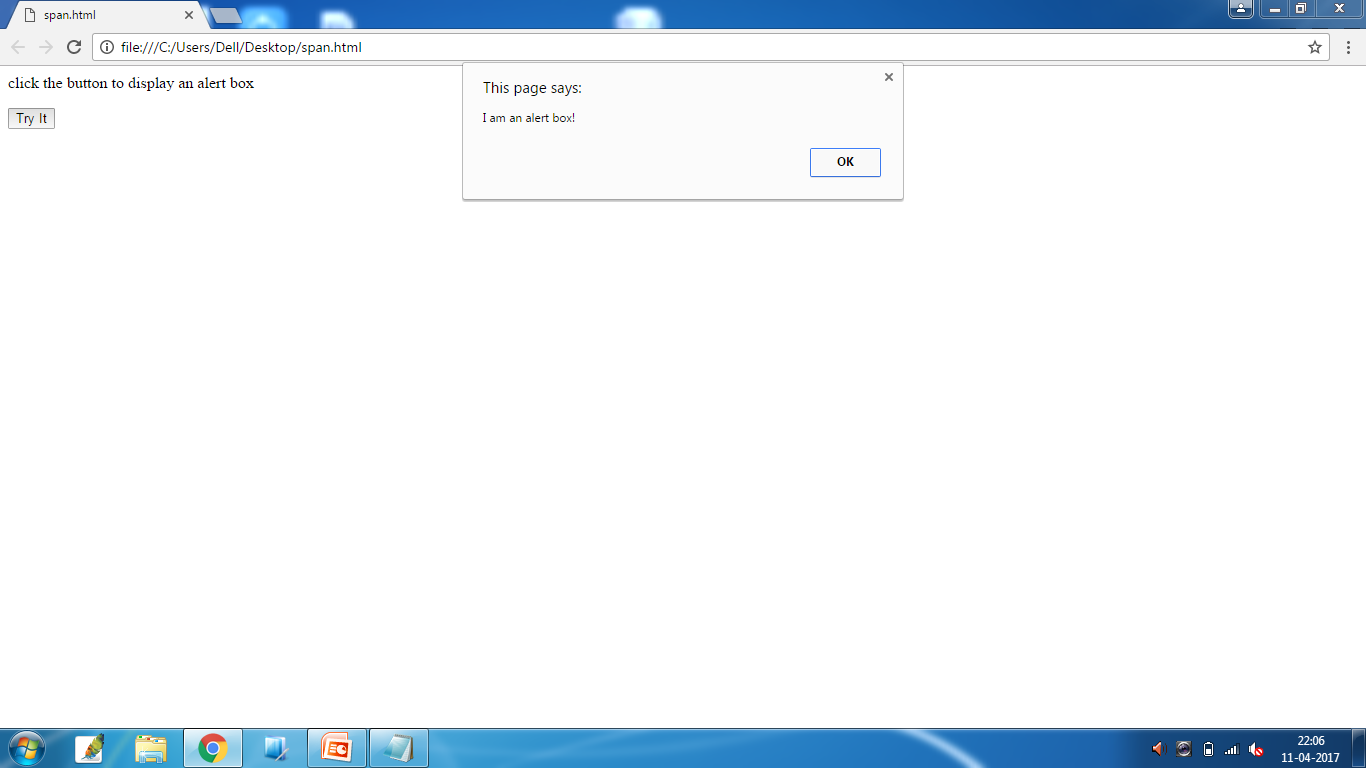 span.html
file:///C:/Users/Dell/Desktop/span.html
click the button to display an alert box
Try It
This page says:
I am an alert box!
OK
22:06
11-04-2017